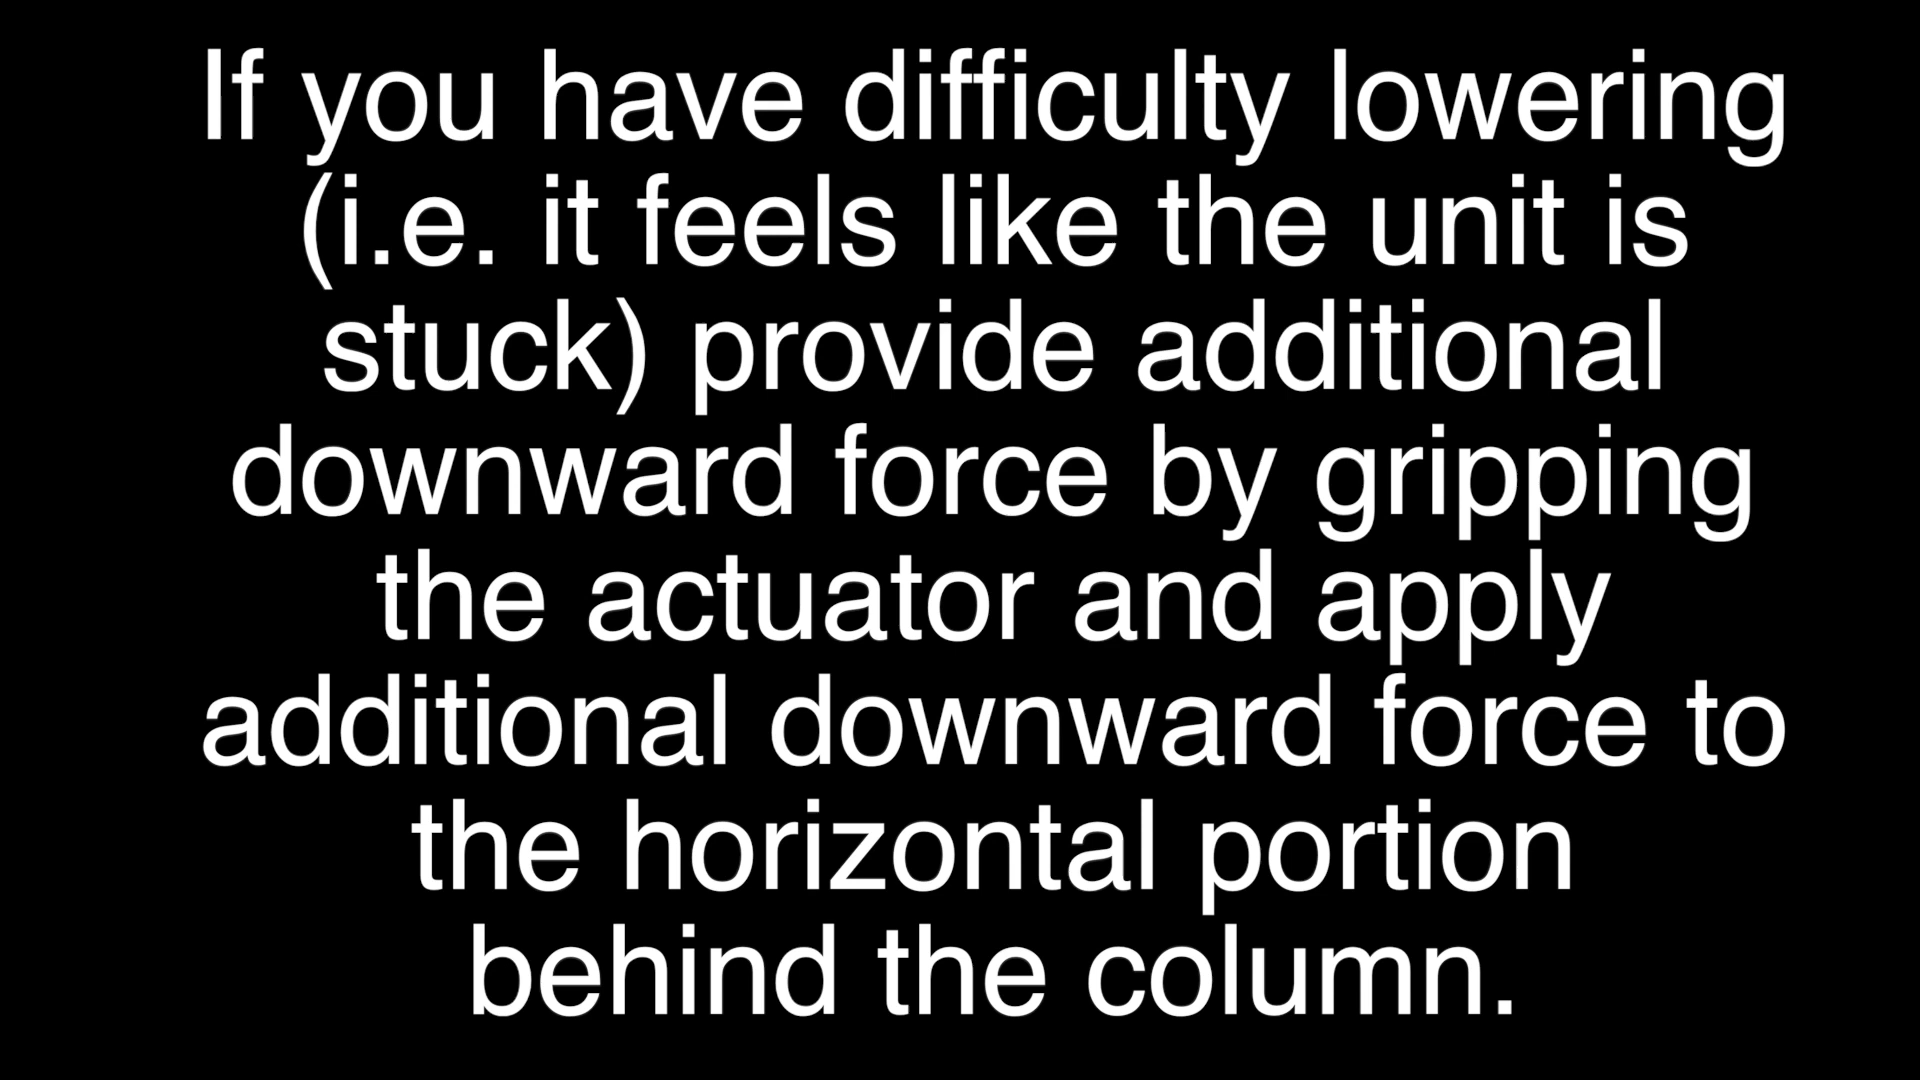 If you have difficulty lowering
(i.e. it feels like the unit is
stuck) provide additional
downward force by gripping
the actuator and apply
additional downward force to
the horizontal portion
behind the column.